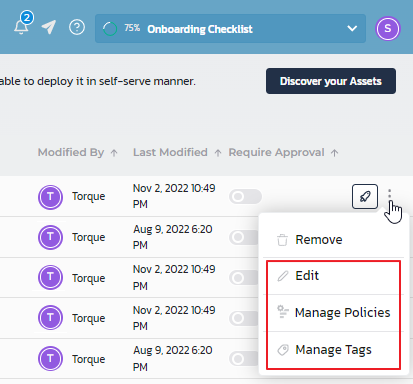 2
75% Onboarding Checklist
S
able to deploy it in self-serve manner.
Discover your Assets
Modified By ↑ Last Modified ↑ Require Approval ↑
T Torque
Nov 2, 2022 10:49
PM
T Torque
Aug 9, 2022 6:20
PM
T Torque
Nov 2, 2022 10:49
PM
T Torque
Nov 2, 2022 10:49
PM
T Torque
Aug 9, 2022 6:20
PM
Remove
Edit
Manage Policies
Manage Tags